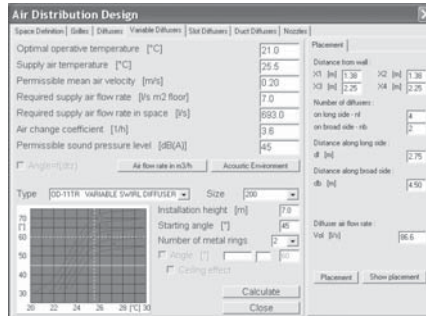 Air Distribution Design
Space Definition | Grilles | Diffusers | Variable Diffusers | Slot Diffusers | Duct Diffusers | Nozzles
Optimal operative temperature [°C] 21.0
Supply air temperature [°C] 25.5
Permissible mean air velocity [m/s] 0.20
Required supply air flow rate [l/s m2 floor] 7.0
Required supply air flow rate in space [l/s] 693.0
Air change coefficient [1/h] 3.6
Permissible sound pressure level [dB(A)] 45
Angle=f(dtz) Air flow rate in m3/h Acoustic Environment
Type OD-11TR VARIABLE SWIRL DIFFUSER Size 200
Installation height [m] 7.0
Starting angle [°] 45
Number of metal rings 2
Angle [°] 60
Ceiling effect
Calculate
Close
70
[°]
60
50
40
30
20 22 24 26 28 [°C] 30
Placement
Distance from wall
X1 [m] 1.38 X2 [m] 1.38
X3 [m] 2.25 X4 [m] 2.25
Number of diffusers :
on long side - nl 4
on broad side - nb 2
Distance along long side:
dl [m] 2.75
Distance along broad side :
db [m] 4.50
Diffuser air flow rate :
Vel [l/s] 86.6
Placement Show placement